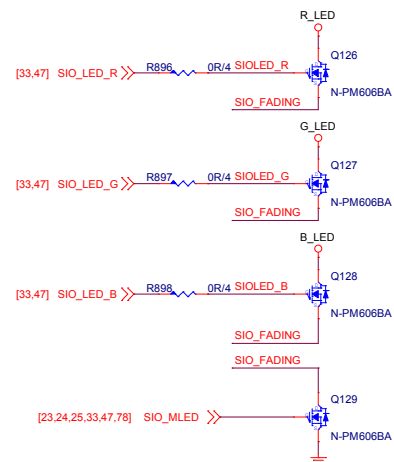 R_LED
Q126
[33,47] SIO_LED_R R896 0R/4 SIOLED_R
N-PM606BA
SIO_FADING
G_LED
Q127
[33,47] SIO_LED_G R897 0R/4 SIOLED_G
N-PM606BA
SIO_FADING
B_LED
Q128
[33,47] SIO_LED_B R898 0R/4 SIOLED_B
N-PM606BA
SIO_FADING
SIO_FADING
Q129
[23,24,25,33,47,78] SIO_MLED
N-PM606BA